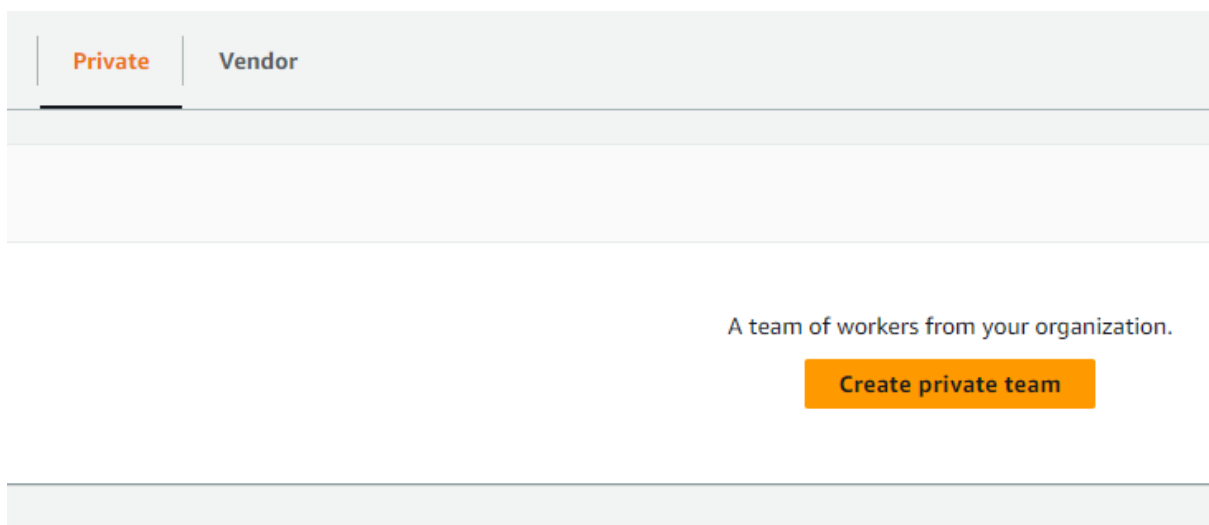 Private Vendor
A team of workers from your organization.
Create private team